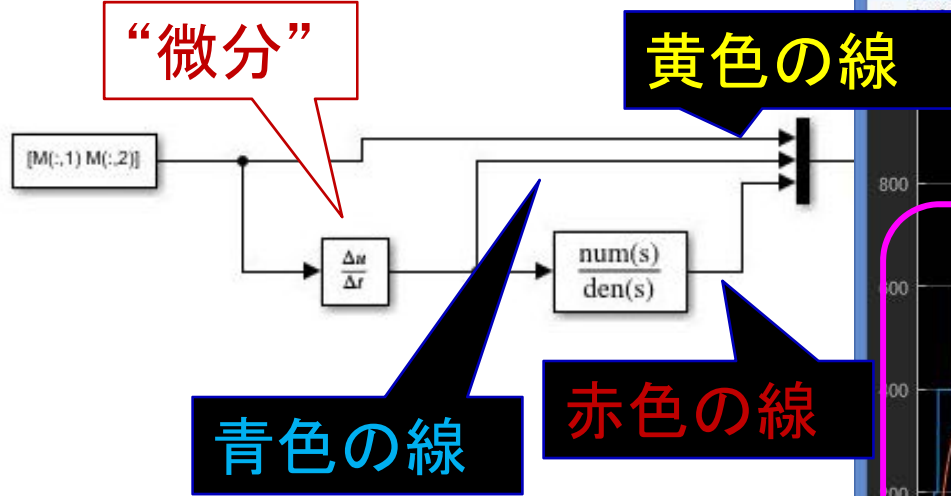 “微分”
黄色の線
[M(:,1) M(:,2)]
800
Δu
Δt
num(s)
den(s)
600
400
赤色の線
青色の線
200